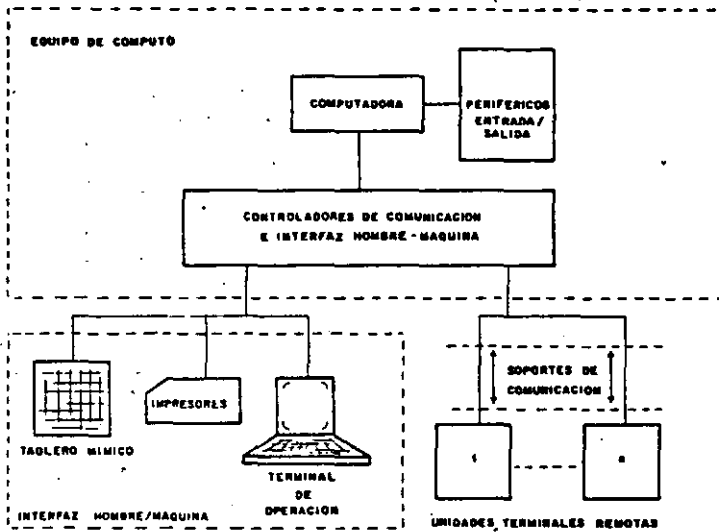 EQUIPO DE COMPUTO
COMPUTADORA
PERIFERICOS
ENTRADA/
SALIDA
CONTROLADORES DE COMUNICACION
E INTERFAZ HOMBRE-MAQUINA
SOPORTES DE
COMUNICACION
IMPRESORES
TABLERO MIMICO
TERMINAL
DE
OPERACION
INTERFAZ HOMBRE/MAQUINA
UNIDADES TERMINALES REMOTAS